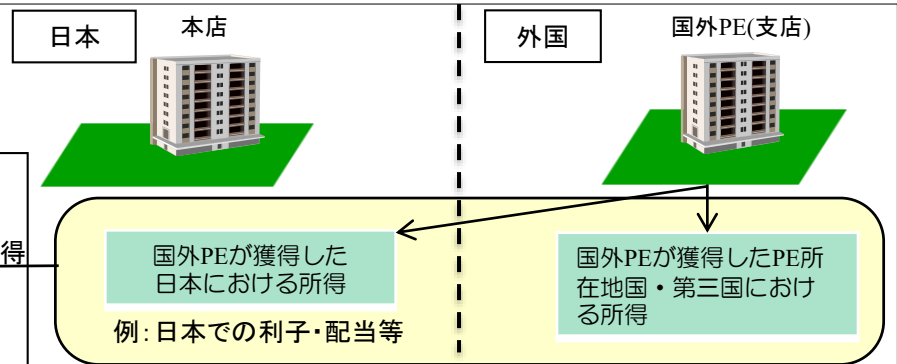 日本
本店
外国
国外PE(支店)
得
国外PEが獲得した
日本における所得
例：日本での利子・配当等
国外PEが獲得したPE所
在地国・第三国におけ
る所得